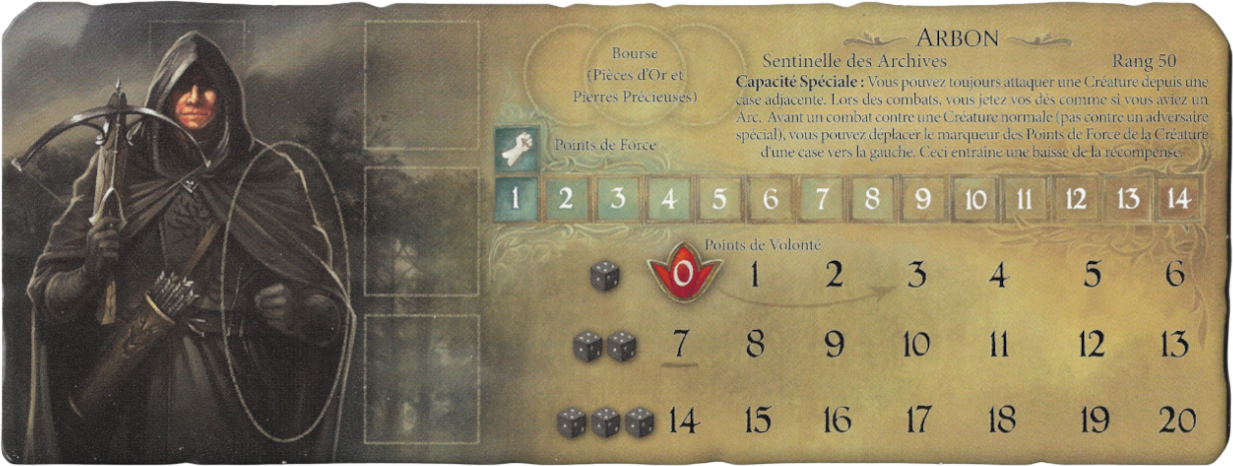 ARBON
Bourse
(Pièces d'Or et
Pierres Précieuses)
Sentinelle des Archives Rang 50
Capacité Spéciale : Vous pouvez toujours attaquer une Créature depuis une
case adjacente. Lors des combats, vous jetez vos dés comme si vous aviez un
Arc. Avant un combat contre une Créature normale (pas contre un adversaire
spécial), vous pouvez déplacer le marqueur des Points de Force de la Créature
d'une case vers la gauche. Ceci entraine une baisse de la récompense.
Points de Force
1 2 3 4 5 6 7 8 9 10 11 12 13 14
Points de Volonté
0 1 2 3 4 5 6
7 8 9 10 11 12 13
14 15 16 17 18 19 20